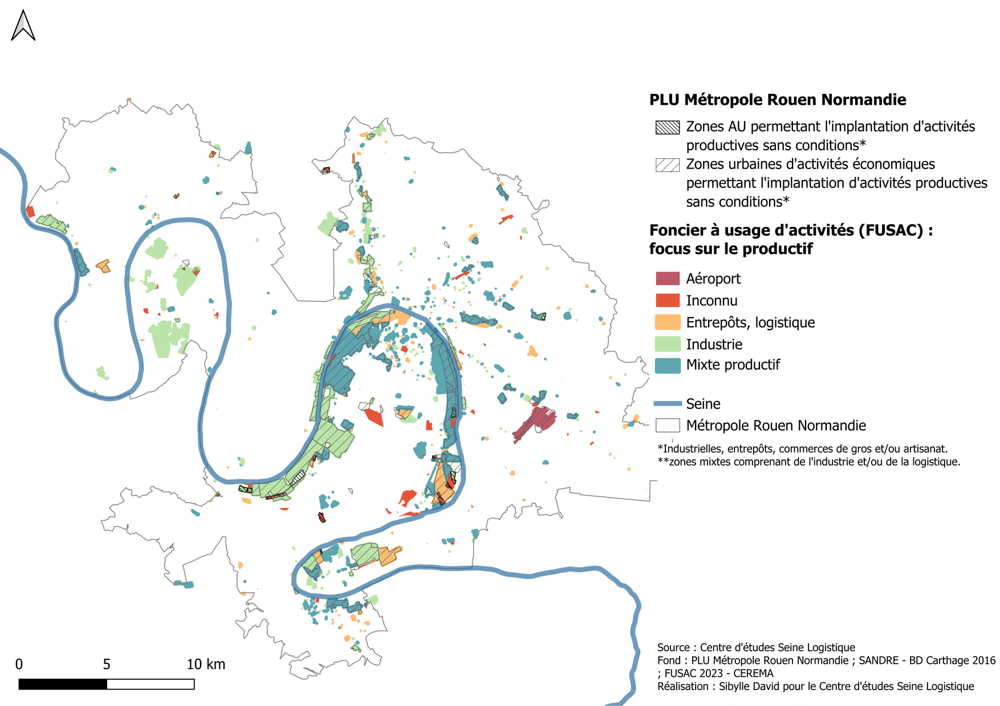 PLU Métropole Rouen Normandie
Zones AU permettant l'implantation d'activités
productives sans conditions*
Zones urbaines d'activités économiques
permettant l'implantation d'activités productives
sans conditions*
Foncier à usage d'activités (FUSAC) :
focus sur le productif
Aéroport
Inconnu
Entrepôts, logistique
Industrie
Mixte productif
Seine
Métropole Rouen Normandie
*Industrielles, entrepôts, commerces de gros et/ou artisanat.
**zones mixtes comprenant de l'industrie et/ou de la logistique.
0 5 10 km
Source : Centre d'études Seine Logistique
Fond : PLU Métropole Rouen Normandie ; SANDRE - BD Carthage 2016
; FUSAC 2023 - CEREMA
Réalisation : Sibylle David pour le Centre d'études Seine Logistique